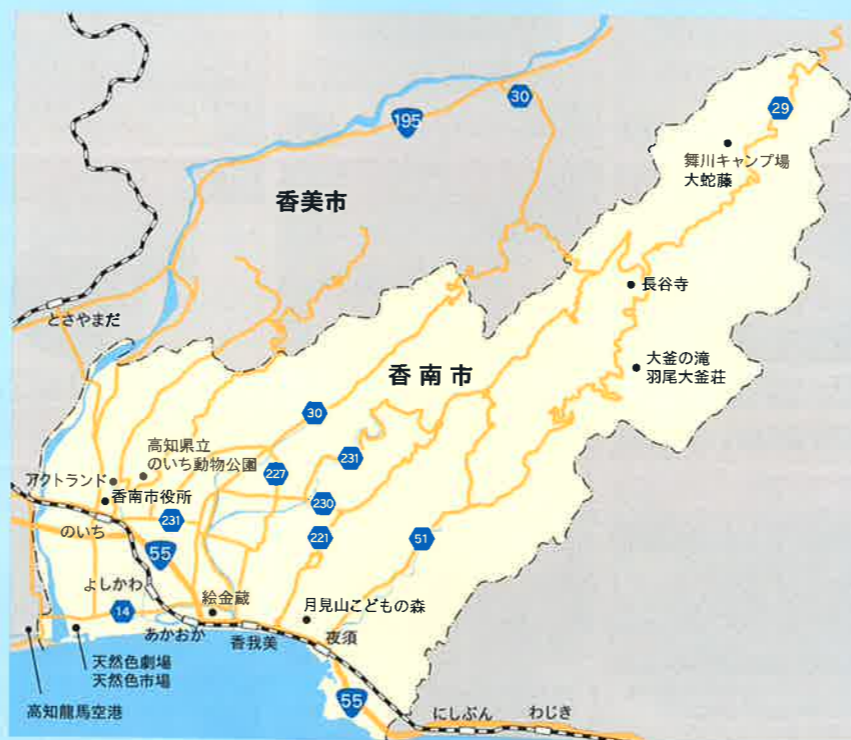 30
29
195
舞川キャンプ場
大蛇藤
香美市
長谷寺
とさやまだ
大釜の滝
羽尾大釜荘
香南市
30
高知県立
のいち動物公園
231
227
アクトランド
香南市役所
230
231
のいち
221
51
55
よしかわ
絵金蔵
月見山こどもの森
14
あかおか
香我美
夜須
天然色劇場
天然色市場
55
高知龍馬空港
にしぶん
わじき